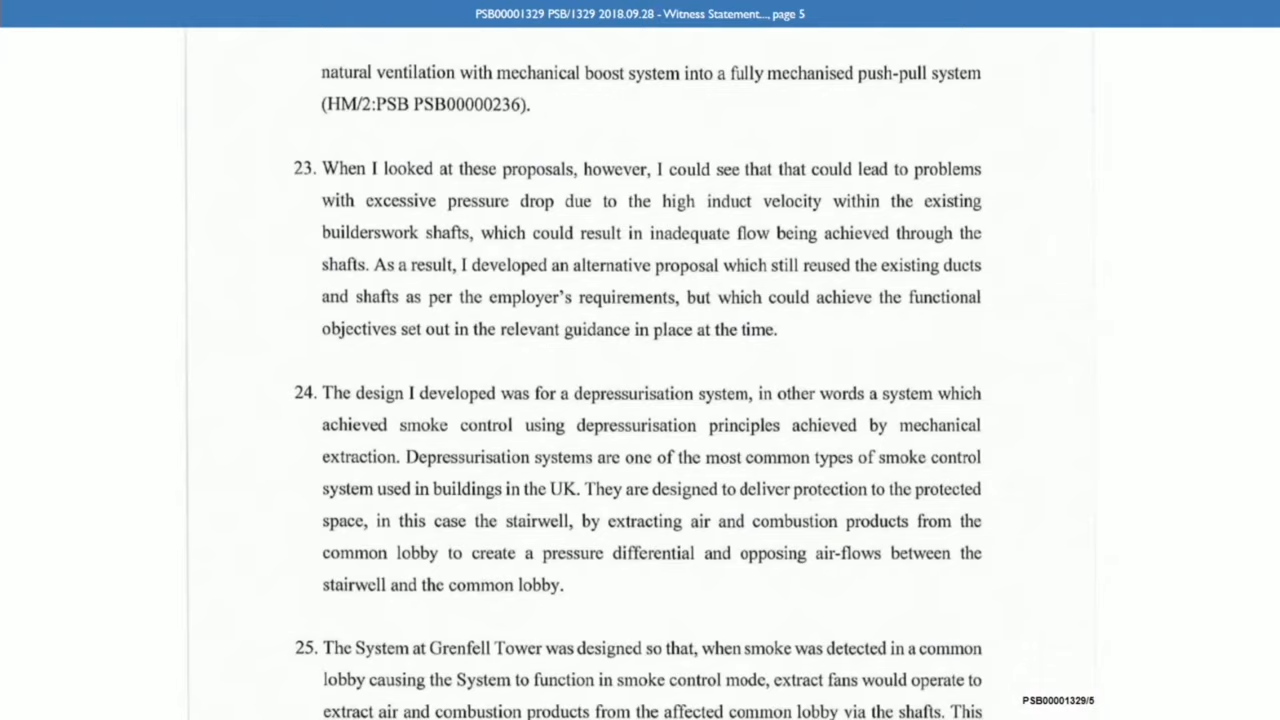 PSB00001329 PSB/1329 2018.09.28 - Witness Statement..., page 5
natural ventilation with mechanical boost system into a fully mechanised push-pull system
(HM/2:PSB PSB00000236).
23. When I looked at these proposals, however, I could see that that could lead to problems
with excessive pressure drop due to the high induct velocity within the existing
builderswork shafts, which could result in inadequate flow being achieved through the
shafts. As a result, I developed an alternative proposal which still reused the existing ducts
and shafts as per the employer's requirements, but which could achieve the functional
objectives set out in the relevant guidance in place at the time.
24. The design I developed was for a depressurisation system, in other words a system which
achieved smoke control using depressurisation principles achieved by mechanical
extraction. Depressurisation systems are one of the most common types of smoke control
system used in buildings in the UK. They are designed to deliver protection to the protected
space, in this case the stairwell, by extracting air and combustion products from the
common lobby to create a pressure differential and opposing air-flows between the
stairwell and the common lobby.
25. The System at Grenfell Tower was designed so that, when smoke was detected in a common
lobby causing the System to function in smoke control mode, extract fans would operate to
extract air and combustion products from the affected common lobby via the shafts. This
PSB00001329/5